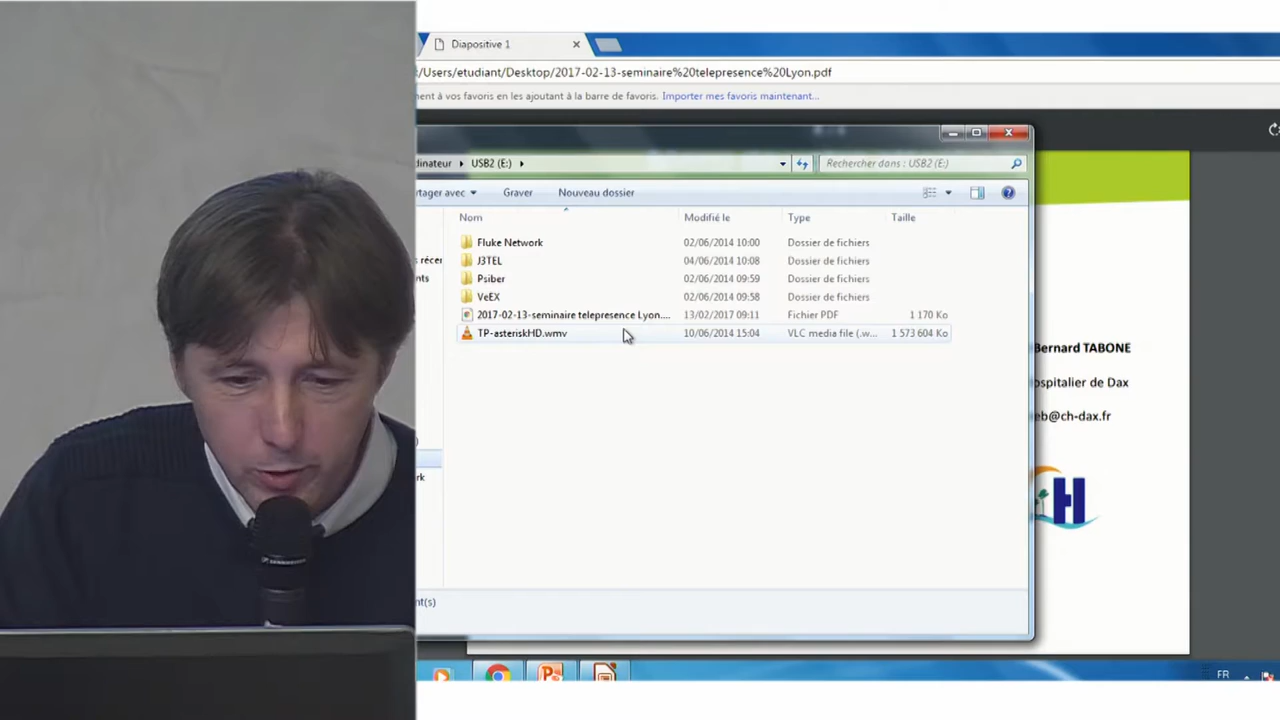 Diapositive 1
/Users/etudiant/Desktop/2017-02-13-seminaire%20telepresence%20Lyon.pdf
ment à vos favoris en les ajoutant à la barre de favoris. Importer mes favoris maintenant...
dinateur USB2 (E:)
Rechercher dans : USB2 (E:)
rtager avec Graver Nouveau dossier
Nom Modifié le Type Taille
Fluke Network 02/06/2014 10:00 Dossier de fichiers
J3TEL 04/06/2014 10:08 Dossier de fichiers
Psiber 02/06/2014 09:59 Dossier de fichiers
VeEX 02/06/2014 09:58 Dossier de fichiers
2017-02-13-seminaire telepresence Lyon.... 13/02/2017 09:11 Fichier PDF 1 170 Ko
TP-asteriskHD.wmv 10/06/2014 15:04 VLC media file (.w... 1 573 604 Ko
s récer
nts
rk
nt(s)
Bernard TABONE
ospitalier de Dax
eb@ch-dax.fr
H
FR